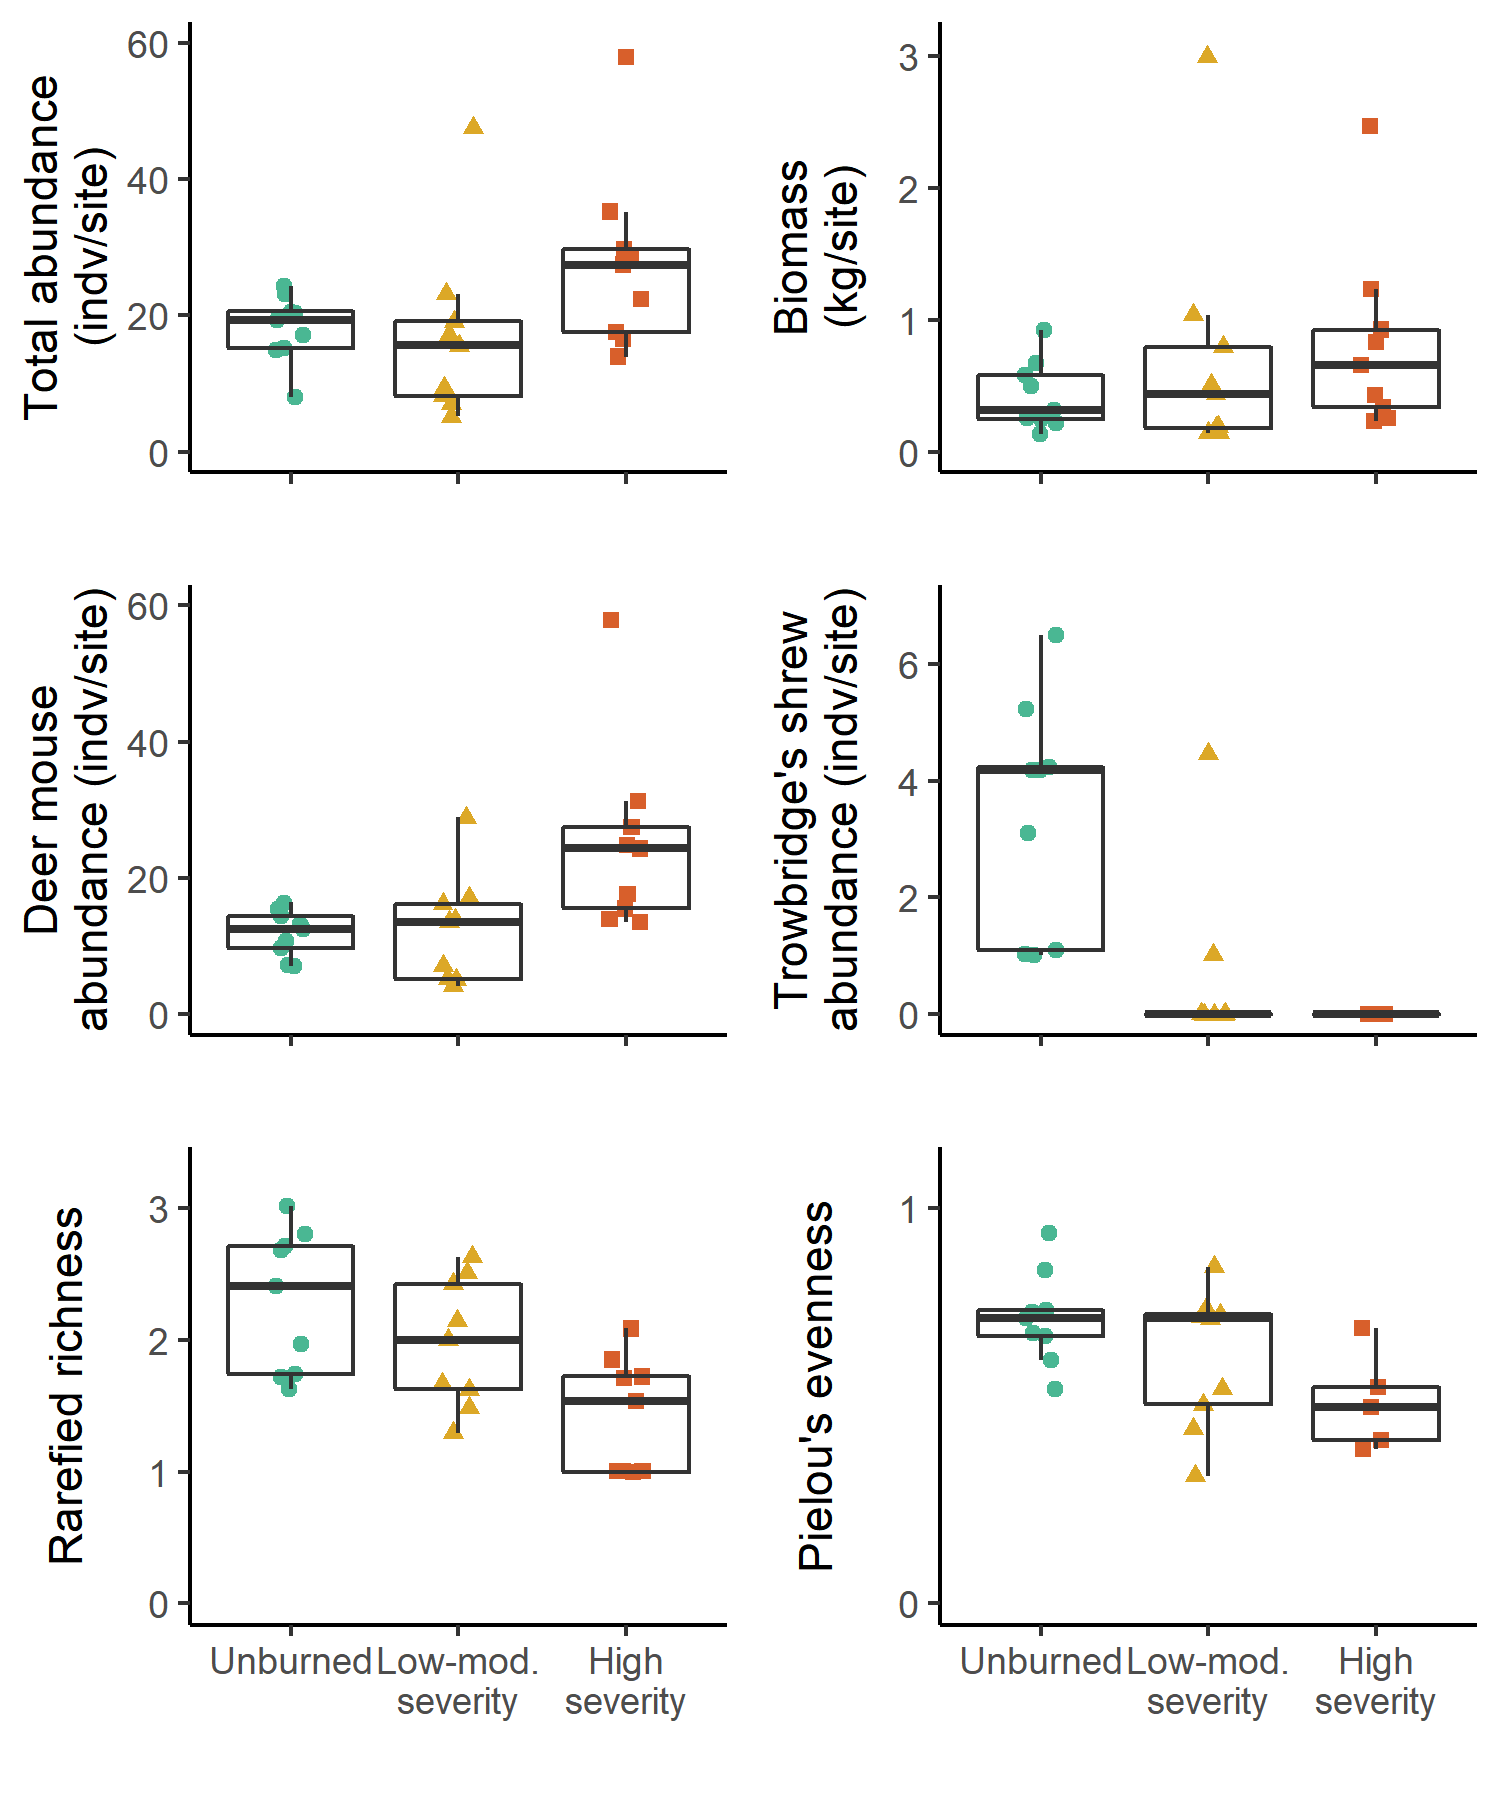 Total abundance
(indv/site)
60
40
20
0
Biomass
(kg/site)
3
2
1
0
Deer mouse
abundance (indv/site)
60
40
20
0
Trowbridge's shrew
abundance (indv/site)
6
4
2
0
Rarefied richness
3
2
1
0
Unburned
Low-mod.
severity
High
severity
Pielou's evenness
1
0
Unburned
Low-mod.
severity
High
severity